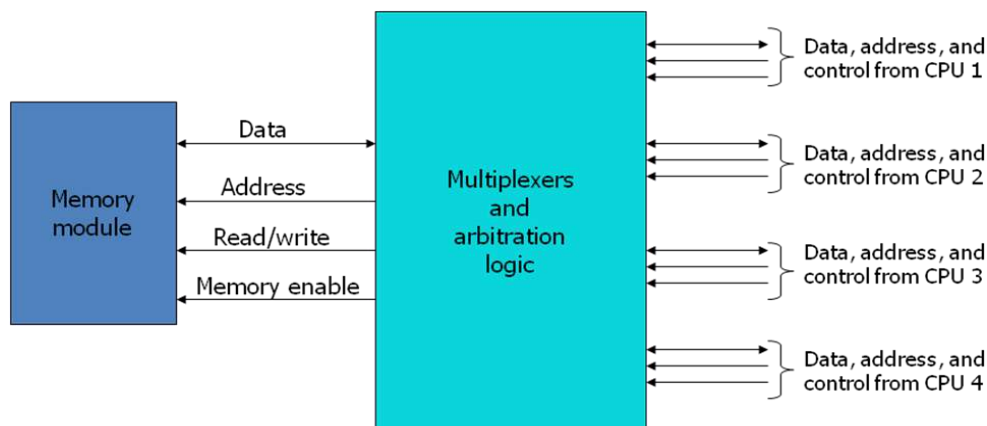 Memory
module
Data
Address
Read/write
Memory enable
Multiplexers
and
arbitration
logic
Data, address, and
control from CPU 1
Data, address, and
control from CPU 2
Data, address, and
control from CPU 3
Data, address, and
control from CPU 4